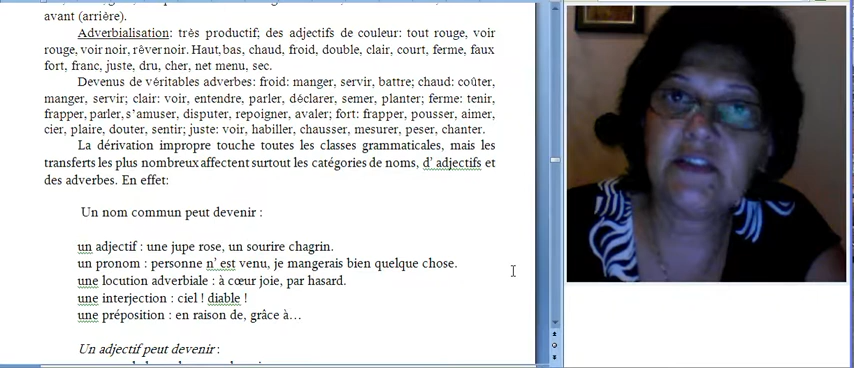 avant (arrière).
Adverbialisation: très productif; des adjectifs de couleur: tout rouge, voir
rouge, voir noir, rêver noir. Haut, bas, chaud, froid, double, clair, court, ferme, faux
fort, franc, juste, dru, cher, net menu, sec.
Devenus de véritables adverbes: froid: manger, servir, battre; chaud: coûter,
manger, servir; clair: voir, entendre, parler, déclarer, semer, planter; ferme: tenir,
frapper, parler, s'amuser, disputer, repoigner, avaler; fort: frapper, pousser, aimer,
cier, plaire, douter, sentir; juste: voir, habiller, chausser, mesurer, peser, chanter.
La dérivation impropre touche toutes les classes grammaticales, mais les
transferts les plus nombreux affectent surtout les catégories de noms, d' adjectifs et
des adverbes. En effet:
Un nom commun peut devenir :
un adjectif : une jupe rose, un sourire chagrin.
un pronom : personne n' est venu, je mangerais bien quelque chose.
une locution adverbiale : à cœur joie, par hasard.
une interjection : ciel ! diable !
une préposition : en raison de, grâce à…
Un adjectif peut devenir :